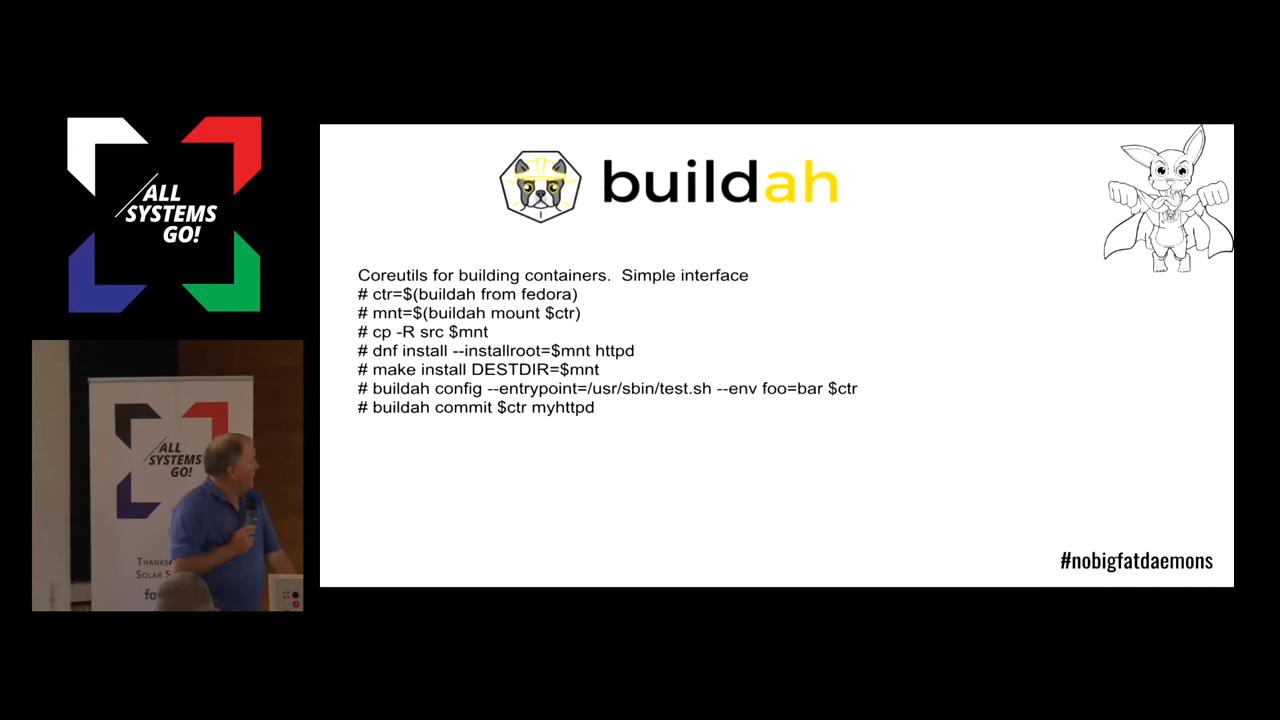 ALL
SYSTEMS
GO!
buildah
Coreutils for building containers.  Simple interface
# ctr=$(buildah from fedora)
# mnt=$(buildah mount $ctr)
# cp -R src $mnt
# dnf install --installroot=$mnt httpd
# make install DESTDIR=$mnt
# buildah config --entrypoint=/usr/sbin/test.sh --env foo=bar $ctr
# buildah commit $ctr myhttpd
#nobigfatdaemons
ALL
SYSTEMS
GO!
THANKS
SOLAR